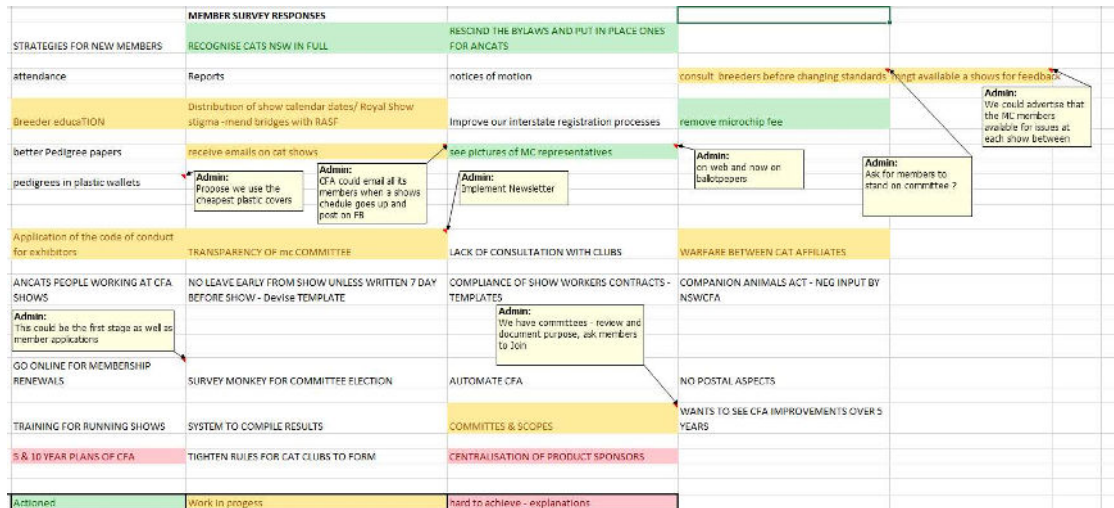 MEMBER SURVEY RESPONSES
STRATEGIES FOR NEW MEMBERS
RECOGNISE CATS NSW IN FULL
RESCIND THE BYLAWS AND PUT IN PLACE ONES
FOR ANCATS
attendance
Reports
notices of motion
consult breeders before changing standards
mngt available a shows for feedback
Admin:
We could advertise that
the MC members
available for issues at
each show between
Breeder educaTION
Distribution of show calendar dates/ Royal Show
stigma -mend bridges with RASF
Improve our interstate registration processes
remove microchip fee
better Pedigree papers
receive emails on cat shows
see pictures of MC representatives
Admin:
on web and now on
ballotpepers
Admin:
Ask for members to
stand on committee ?
pedigrees in plastic wallets
Admin:
Propose we use the
cheapest plastic covers
Admin:
CFA could email all its
members when a shows
chedule goes up and
post on FB
Admin:
Implement Newsletter
Application of the code of conduct
for exhibitors
TRANSPARENCY OF mc COMMITTEE
LACK OF CONSULTATION WITH CLUBS
WARFARE BETWEEN CAT AFFILIATES
ANCATS PEOPLE WORKING AT CFA
SHOWS
NO LEAVE EARLY FROM SHOW UNLESS WRITTEN 7 DAY
BEFORE SHOW - Devise TEMPLATE
COMPLIANCE OF SHOW WORKERS CONTRACTS -
TEMPLATES
COMPANION ANIMALS ACT - NEG INPUT BY
NSWCFA
Admin:
This could be the first stage as well as
member applications
Admin:
We have committees - review and
document purpose, ask members
to Join
GO ONLINE FOR MEMBERSHIP
RENEWALS
SURVEY MONKEY FOR COMMITTEE ELECTION
AUTOMATE CFA
NO POSTAL ASPECTS
TRAINING FOR RUNNING SHOWS
SYSTEM TO COMPILE RESULTS
COMMITTES & SCOPES
WANTS TO SEE CFA IMPROVEMENTS OVER 5
YEARS
5 & 10 YEAR PLANS OF CFA
TIGHTEN RULES FOR CAT CLUBS TO FORM
CENTRALISATION OF PRODUCT SPONSORS
Actioned
Work in progess
hard to achieve - explanations